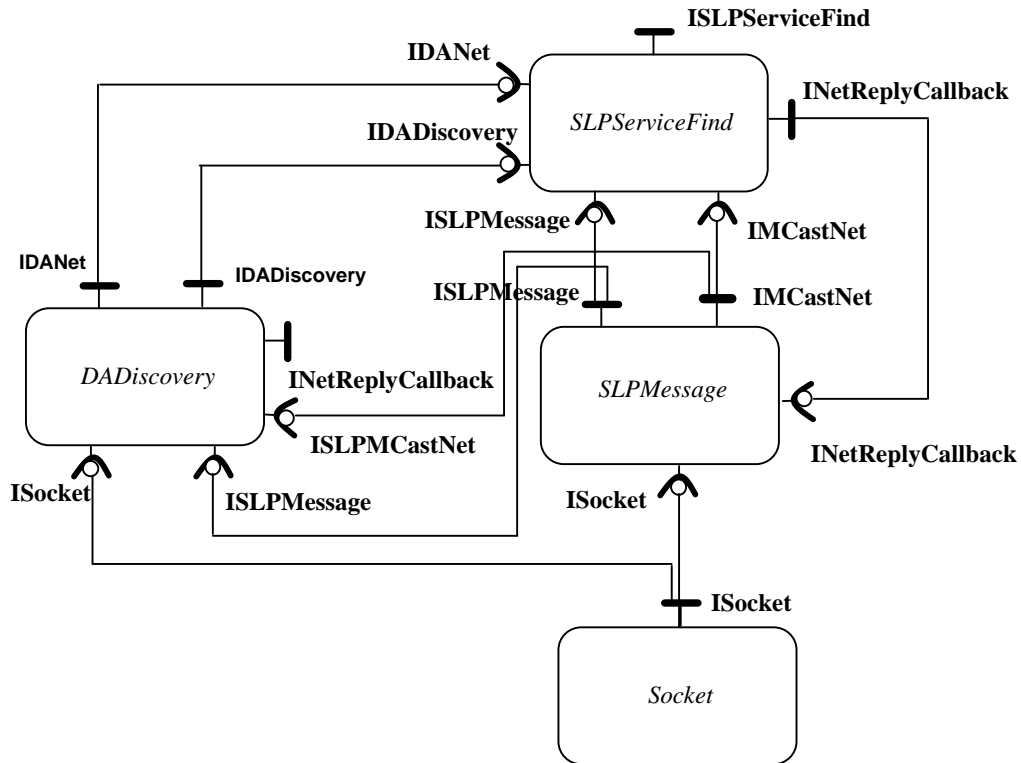 ISLPServiceFind
IDANet
INetReplyCallback
SLPServiceFind
IDADiscovery
ISLPMessage
IMCastNet
IDANet
IDADiscovery
ISLPMessage
IMCastNet
DADiscovery
INetReplyCallback
SLPMessage
ISLPMCastNet
INetReplyCallback
ISocket
ISLPMessage
ISocket
ISocket
Socket